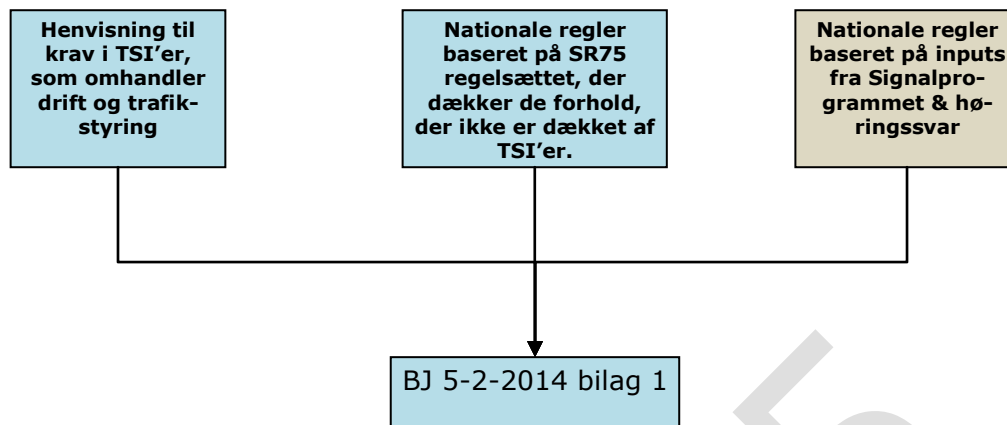 Henvisning til
krav i TSI’er,
som omhandler
drift og trafik-
styring
Nationale regler
baseret på SR75
regelsættet, der
dækker de forhold,
der ikke er dækket af
TSI’er.
Nationale regler
baseret på inputs
fra Signalpro-
grammet & hø-
ringssvar
BJ 5-2-2014 bilag 1